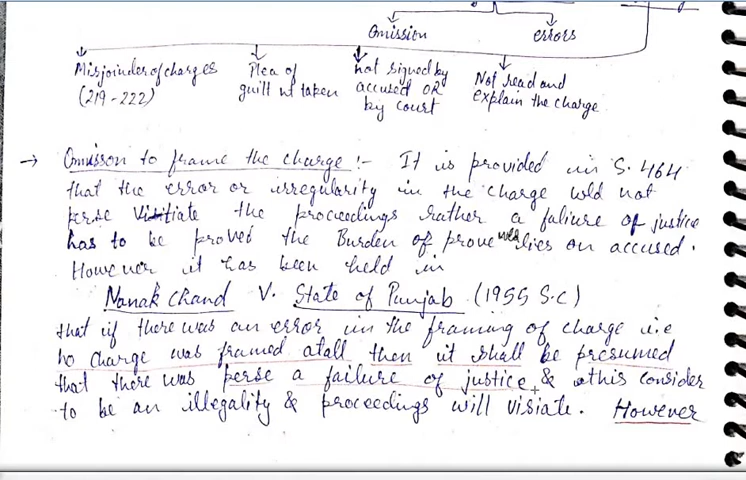 Omission errors
Misjoinder of charges Plea of not signed by Not read and
(219-222) guilt nt taken accused OR explain the charge
by court
→ Omisson to frame the charge :- It is provided in S. 464
that the error or irregularity in the charge wld not
perse Vitiate the proceedings rather a faliure of justice
has to be proved the Burden of prove wld lies on accused.
However it has been held in
Nanak Chand V. State of Punjab (1955 S.C)
that if there was an error in the framing of charge i.e
no charge was framed atall then it shall be presumed
that there was perse a failure of justice & this consider
to be an illegality & proceedings will visiate. However